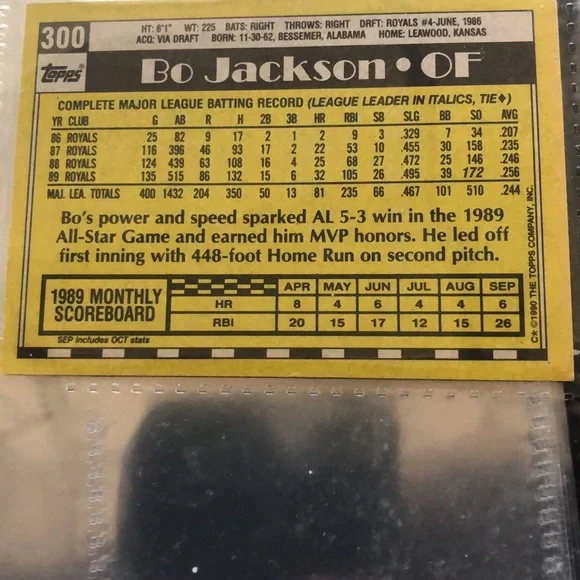 300
HT: 6'1" WT: 225 BATS: RIGHT THROWS: RIGHT DRFT: ROYALS #4-JUNE, 1986
ACQ: VIA DRAFT BORN: 11-30-62, BESSEMER, ALABAMA HOME: LEAWOOD, KANSAS
Topps®
Bo Jackson • OF
COMPLETE MAJOR LEAGUE BATTING RECORD (LEAGUE LEADER IN ITALICS, TIE♦)
YR CLUB G AB R H 2B 3B HR RBI SB SLG BB SO AVG
86 ROYALS 25 82 9 17 2 1 2 9 3 .329 7 34 .207
87 ROYALS 116 396 46 93 17 2 22 53 10 .455 30 158 .235
88 ROYALS 124 439 63 108 16 4 25 68 27 .472 25 146 .246
89 ROYALS 135 515 86 132 15 6 32 105 26 .495 39 172 .256
MAJ. LEA. TOTALS 400 1432 204 350 50 13 81 235 66 .467 101 510 .244
Bo's power and speed sparked AL 5-3 win in the 1989
All-Star Game and earned him MVP honors. He led off
first inning with 448-foot Home Run on second pitch.
1989 MONTHLY
SCOREBOARD
APR MAY JUN JUL AUG SEP
HR 8 4 6 4 4 6
RBI 20 15 17 12 15 26
SEP includes OCT stats
C* ©1990 THE TOPPS COMPANY, INC.